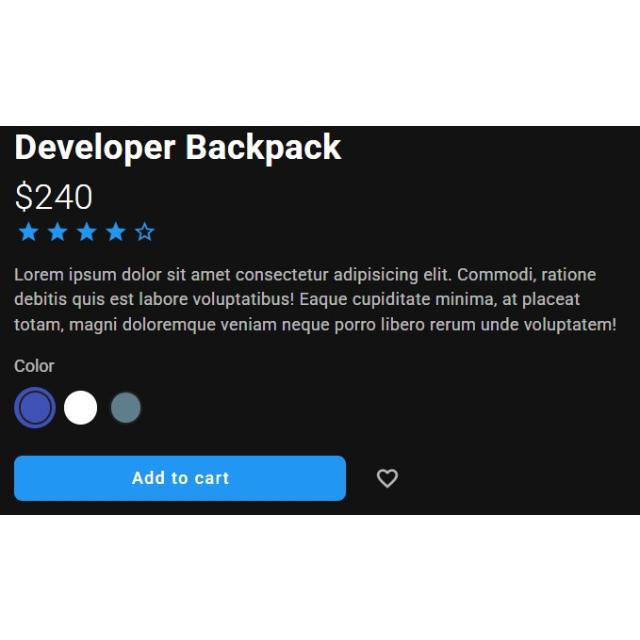 Developer Backpack
$240
Lorem ipsum dolor sit amet consectetur adipisicing elit. Commodi, ratione
debitis quis est labore voluptatibus! Eaque cupiditate minima, at placeat
totam, magni doloremque veniam neque porro libero rerum unde voluptatem!
Color
Add to cart